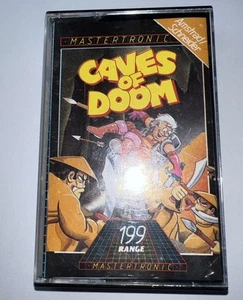 MASTERTRONIC
Amstrad
Schneider
CAVES
OF
DOOM
199
RANGE
MASTERTRONIC